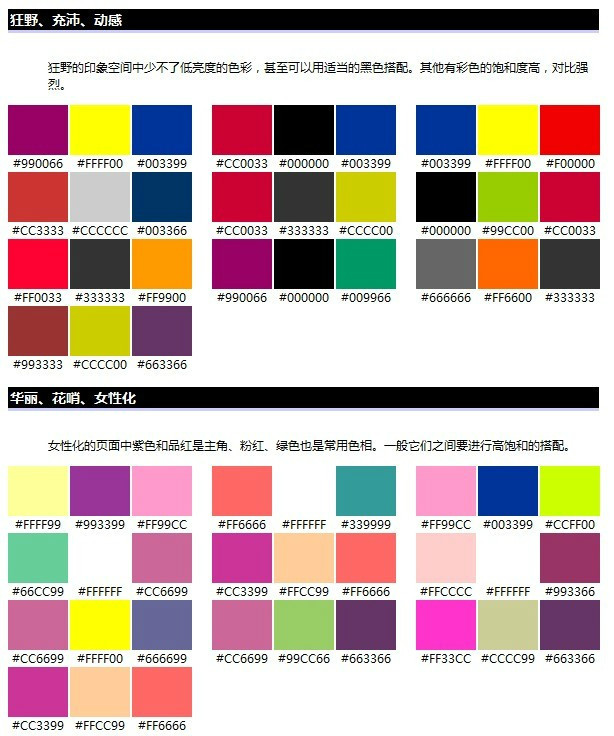 狂野、充沛、动感
狂野的印象空间中少不了低亮度的色彩，甚至可以用适当的黑色搭配。其他有彩色的饱和度高，对比强
烈。
#990066 #FFFF00 #003399 #CC0033 #000000 #003399 #003399 #FFFF00 #F00000
#CC3333 #CCCCCC #003366 #CC0033 #333333 #CCCC00 #000000 #99CC00 #CC0033
#FF0033 #333333 #FF9900 #990066 #000000 #009966 #666666 #FF6600 #333333
#993333 #CCCC00 #663366
华丽、花哨、女性化
女性化的页面中紫色和品红是主角、粉红、绿色也是常用色相。一般它们之间要进行高饱和的搭配。
#FFFF99 #993399 #FF99CC #FF6666 #FFFFFF #339999 #FF99CC #003399 #CCFF00
#66CC99 #FFFFFF #CC6699 #CC3399 #FFCC99 #FF6666 #FFCCCC #FFFFFF #993366
#CC6699 #FFFF00 #666699 #CC6699 #99CC66 #663366 #FF33CC #CCCC99 #663366
#CC3399 #FFCC99 #FF6666